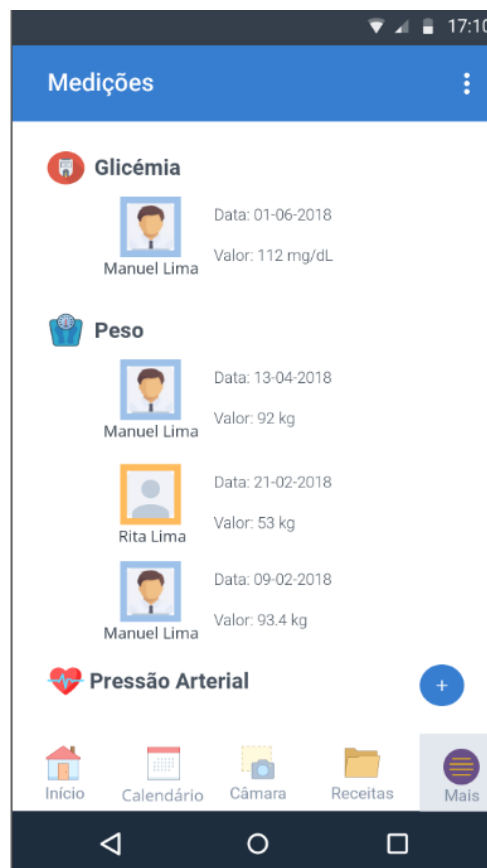 17:10
Medições
Glicémia
Data: 01-06-2018
Valor: 112 mg/dL
Manuel Lima
Peso
Data: 13-04-2018
Valor: 92 kg
Manuel Lima
Data: 21-02-2018
Valor: 53 kg
Rita Lima
Data: 09-02-2018
Valor: 93.4 kg
Manuel Lima
Pressão Arterial
+
Início Calendário Câmara Receitas Mais